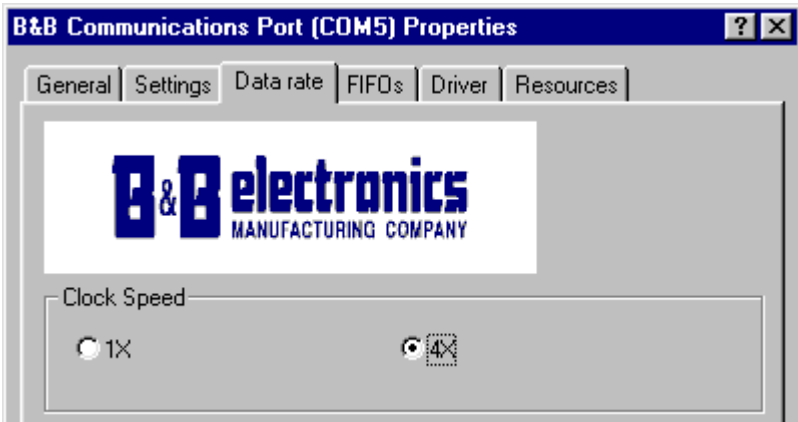 B&B Communications Port (COM5) Properties ? X
General Settings Data rate FIFOs Driver Resources
B&B electronics
MANUFACTURING COMPANY
Clock Speed
1X 4X